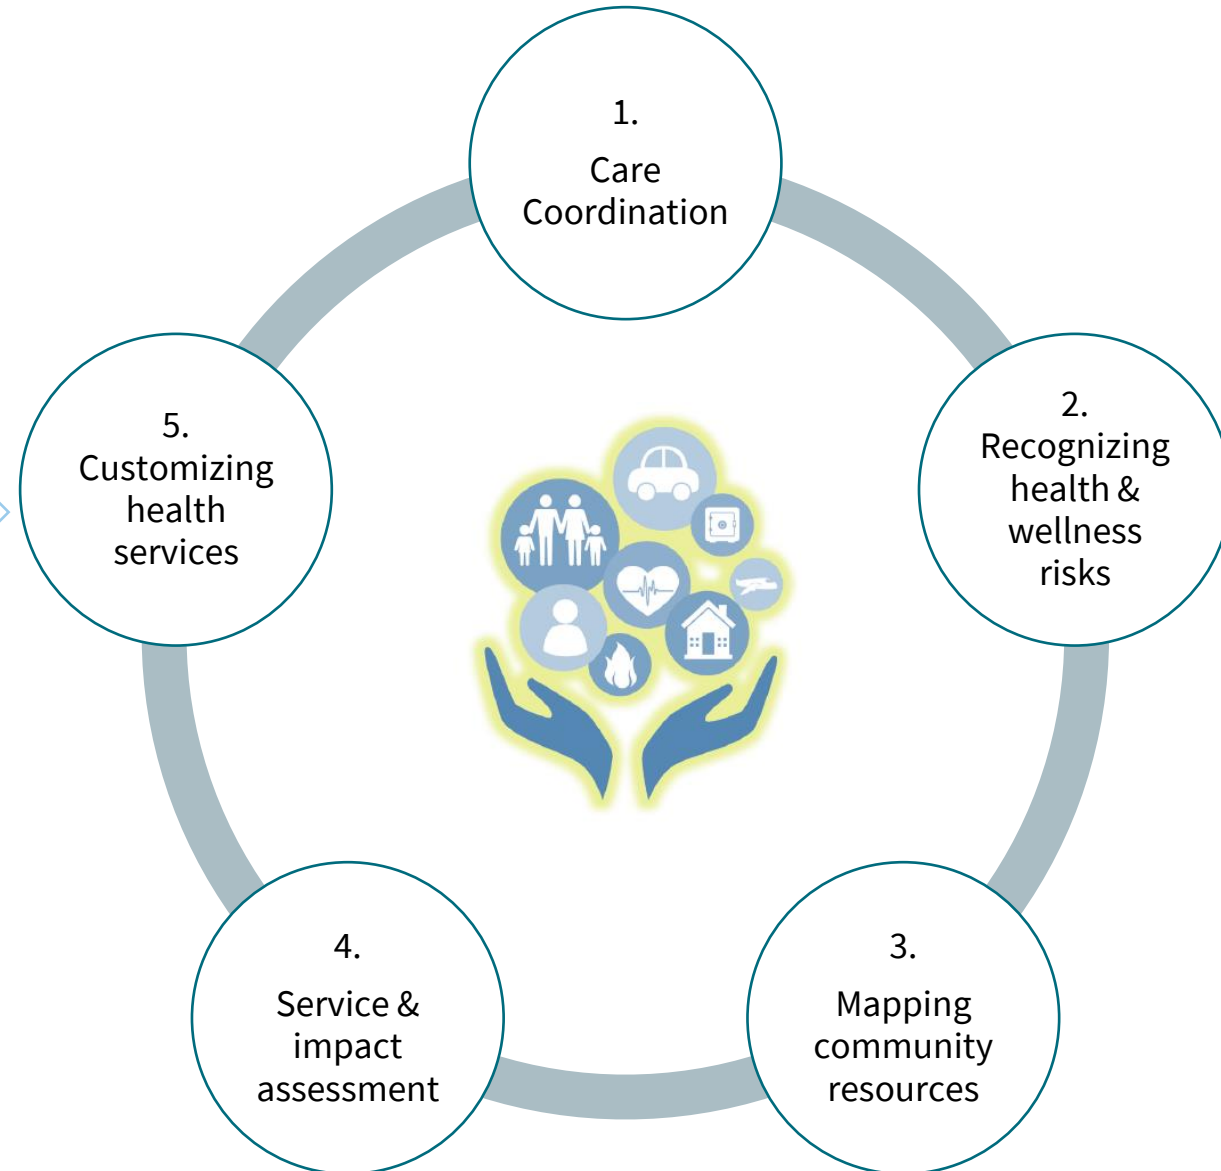 1.
Care
Coordination
2.
Recognizing
health &
wellness
risks
3.
Mapping
community
resources
4.
Service &
impact
assessment
5.
Customizing
health
services